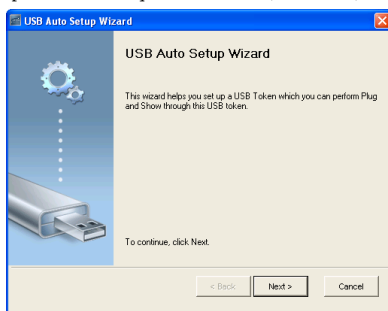 USB Auto Setup Wizard
USB Auto Setup Wizard
This wizard helps you set up a USB Token which you can perform Plug
and Show through this USB token.
To continue, click Next.
< Back
Next >
Cancel